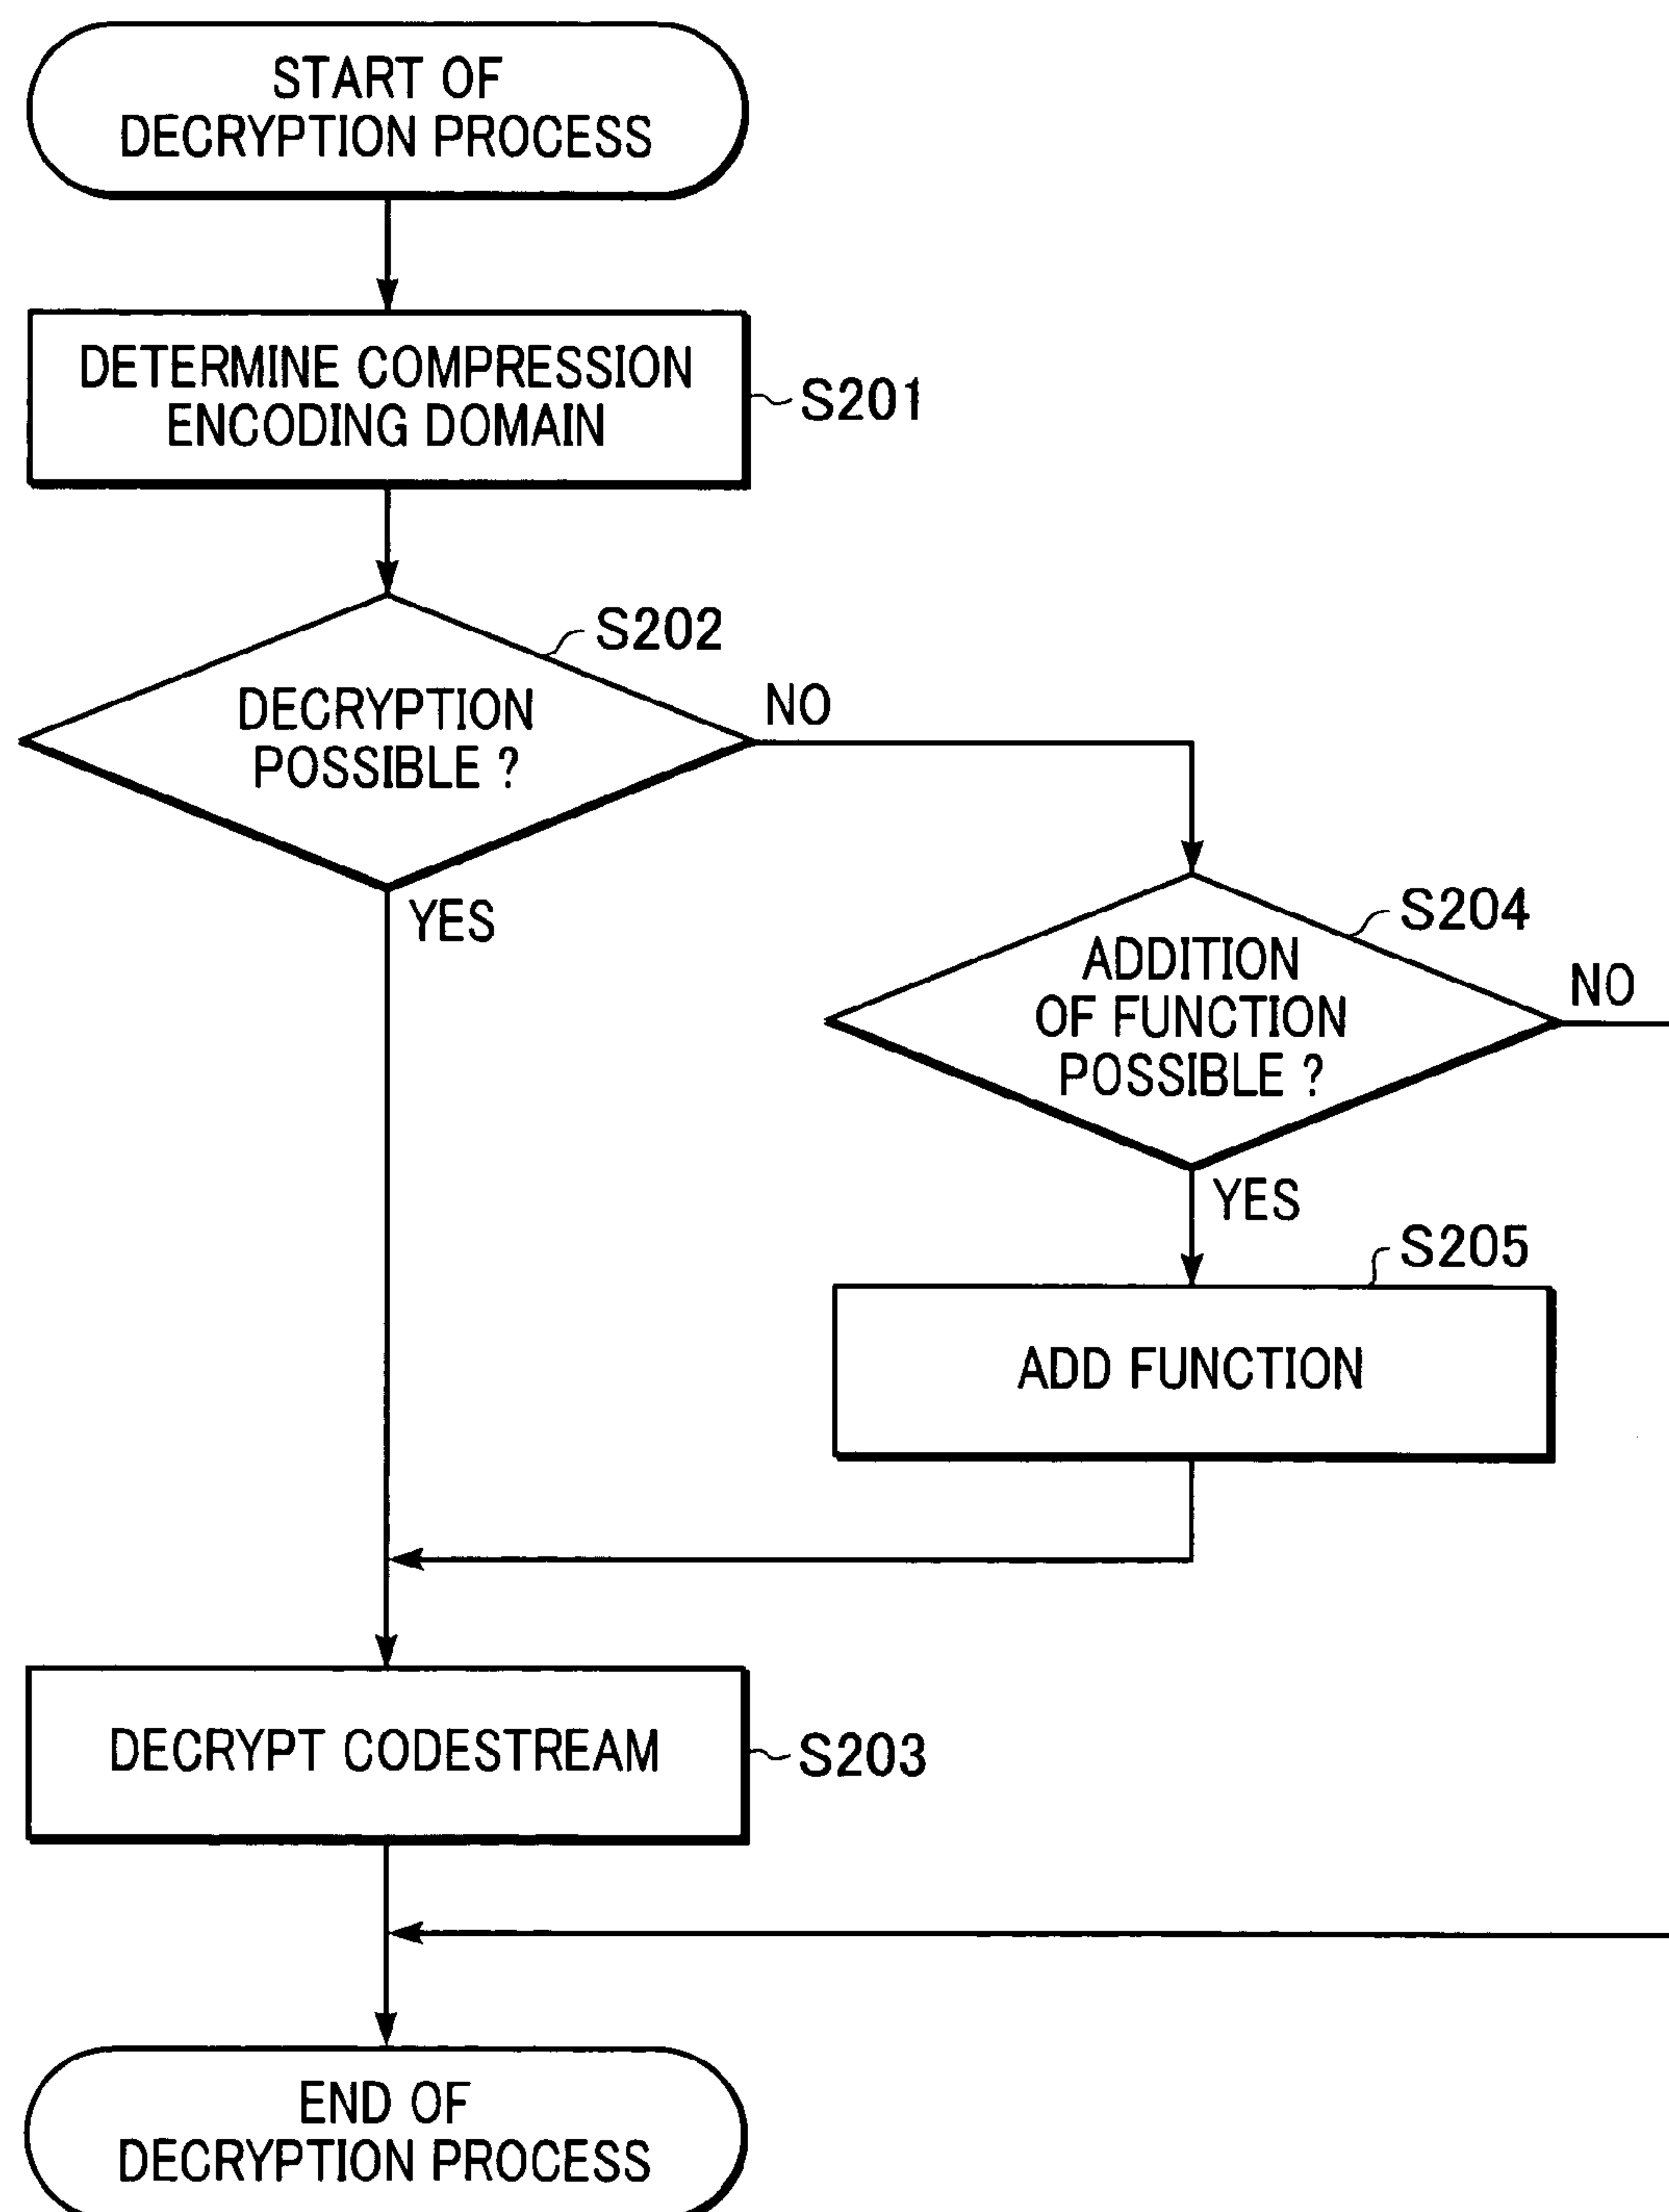 START OF
DECRYPTION PROCESS
DETERMINE COMPRESSION
ENCODING DOMAIN
S201
S202
DECRYPTION
POSSIBLE ?
NO
YES
S204
ADDITION
OF FUNCTION
POSSIBLE ?
NO
YES
S205
ADD FUNCTION
DECRYPT CODESTREAM
S203
END OF
DECRYPTION PROCESS